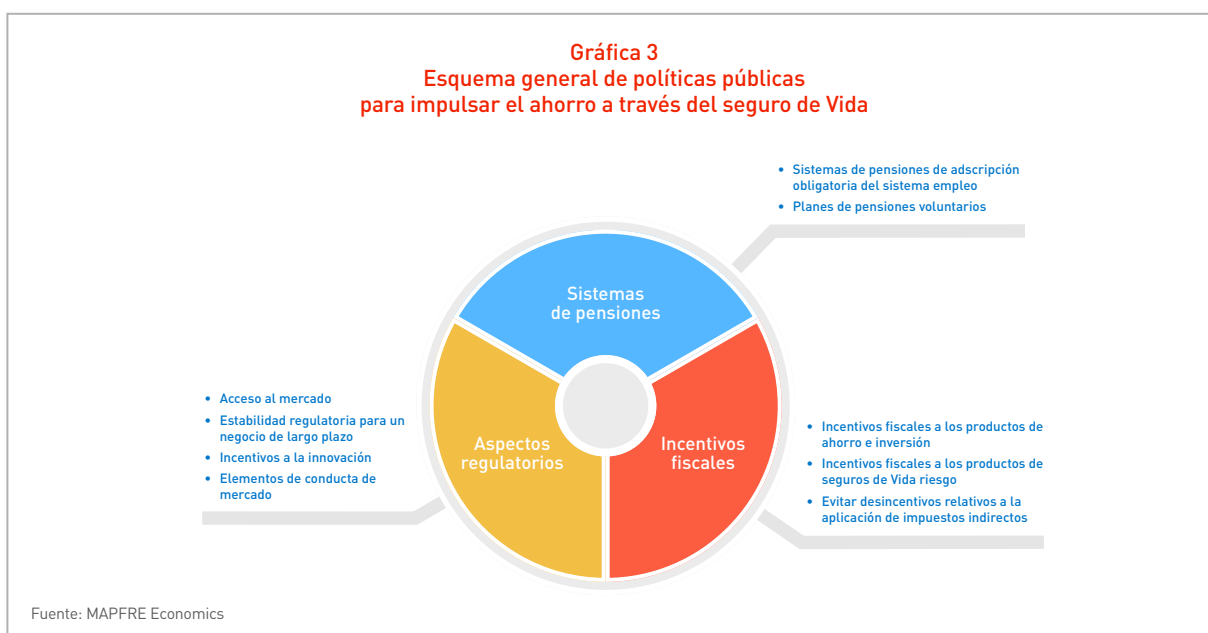 Gráfica 3
Esquema general de políticas públicas
para impulsar el ahorro a través del seguro de Vida
• Sistemas de pensiones de adscripción
obligatoria del sistema empleo
• Planes de pensiones voluntarios
Sistemas
de pensiones
• Acceso al mercado
• Estabilidad regulatoria para un
negocio de largo plazo
• Incentivos a la innovación
• Elementos de conducta de
mercado
Aspectos
regulatorios
Incentivos
fiscales
• Incentivos fiscales a los productos de
ahorro e inversión
• Incentivos fiscales a los productos de
seguros de Vida riesgo
• Evitar desincentivos relativos a la
aplicación de impuestos indirectos
Fuente: MAPFRE Economics